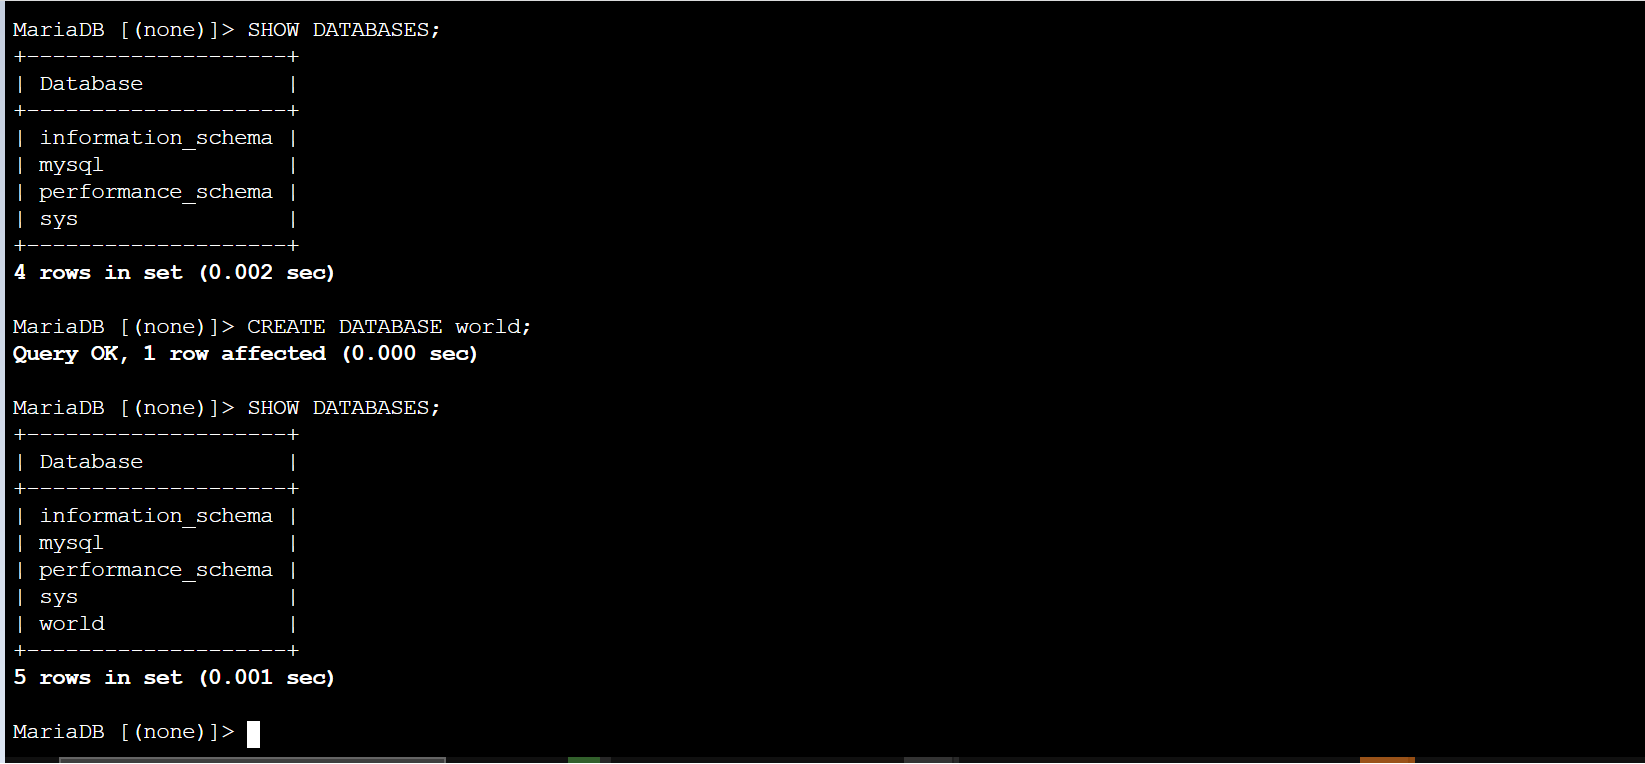 MariaDB [(none)]> SHOW DATABASES;
+--------------------+
| Database           |
+--------------------+
| information_schema |
| mysql              |
| performance_schema |
| sys                |
+--------------------+
4 rows in set (0.002 sec)
MariaDB [(none)]> CREATE DATABASE world;
Query OK, 1 row affected (0.000 sec)
MariaDB [(none)]> SHOW DATABASES;
+--------------------+
| Database           |
+--------------------+
| information_schema |
| mysql              |
| performance_schema |
| sys                |
| world              |
+--------------------+
5 rows in set (0.001 sec)
MariaDB [(none)]>